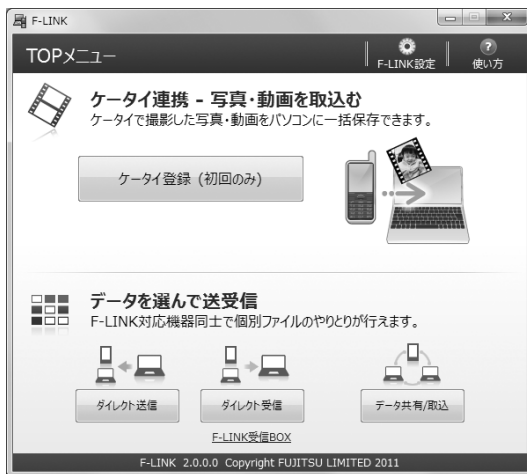 F-LINK
TOPメニュー
F-LINK設定
?
使い方
ケータイ連携 - 写真・動画を取込む
ケータイで撮影した写真・動画をパソコンに一括保存できます。
ケータイ登録 (初回のみ)
データを選んで送受信
F-LINK対応機器同士で個別ファイルのやりとりが行えます。
ダイレクト送信
ダイレクト受信
データ共有/取込
F-LINK受信BOX
F-LINK 2.0.0.0 Copyright FUJITSU LIMITED 2011